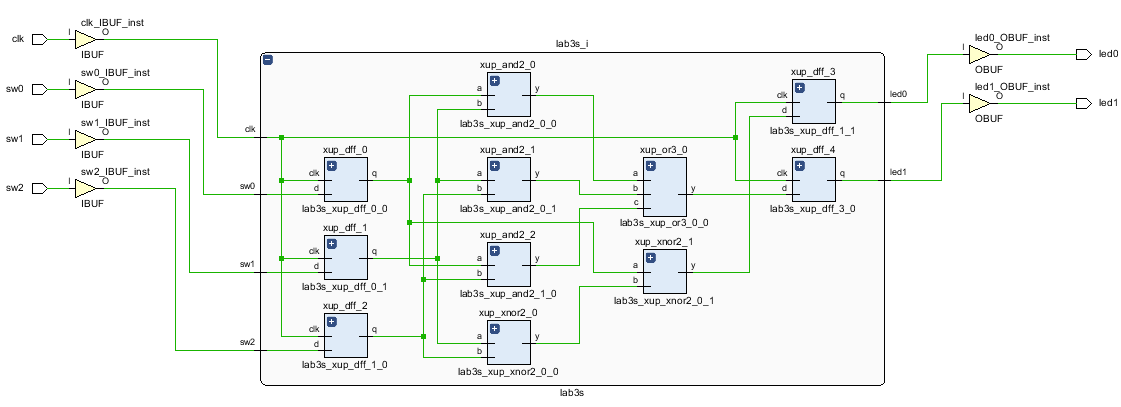 clk_IBUF_inst
clk
I
O
IBUF
sw0_IBUF_inst
sw0
I
O
IBUF
sw1_IBUF_inst
sw1
I
O
IBUF
sw2_IBUF_inst
sw2
I
O
IBUF
lab3s_i
clk
sw0
sw1
sw2
xup_dff_0
clk
d
q
lab3s_xup_dff_0_0
xup_dff_1
clk
d
q
lab3s_xup_dff_0_1
xup_dff_2
clk
d
q
lab3s_xup_dff_1_0
xup_and2_0
a
b
y
lab3s_xup_and2_0_0
xup_and2_1
a
b
y
lab3s_xup_and2_0_1
xup_and2_2
a
b
y
lab3s_xup_and2_1_0
xup_xnor2_0
a
b
y
lab3s_xup_xnor2_0_0
xup_or3_0
a
b
c
y
lab3s_xup_or3_0_0
xup_xnor2_1
a
b
y
lab3s_xup_xnor2_0_1
xup_dff_3
clk
d
q
lab3s_xup_dff_1_1
xup_dff_4
clk
d
q
lab3s_xup_dff_3_0
led0
led1
lab3s
led0_OBUF_inst
I
O
led0
OBUF
led1_OBUF_inst
I
O
led1
OBUF